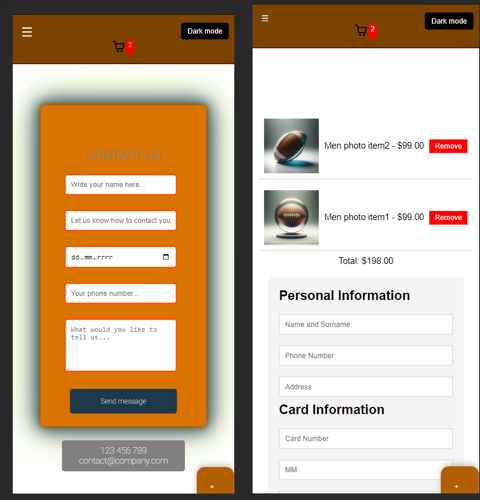 ☰
Dark mode
2
CONTACT US
Write your name here...
Let us know how to contact you
dd.mm.rrrr
Your phone number...
What would you like to
tell us...
Send message
123 456 789
contact@company.com
+
☰
Dark mode
2
Men photo item2 - $99.00 Remove
Men photo item1 - $99.00 Remove
Total: $198.00
Personal Information
Name and Surname
Phone Number
Address
Card Information
Card Number
MM
+